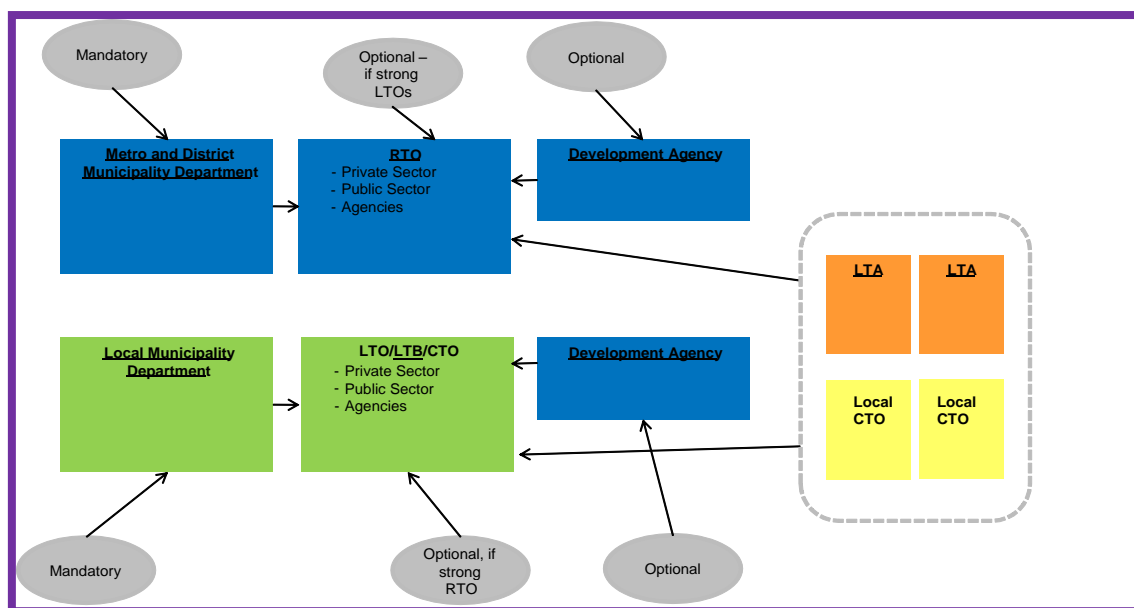 Mandatory
Optional –
if strong
LTOs
Optional
Metro and District
Municipality Department
RTO
- Private Sector
- Public Sector
- Agencies
Development Agency
LTA
LTA
Local Municipality
Department
LTO/LTB/CTO
- Private Sector
- Public Sector
- Agencies
Development Agency
Local
CTO
Local
CTO
Mandatory
Optional, if
strong
RTO
Optional